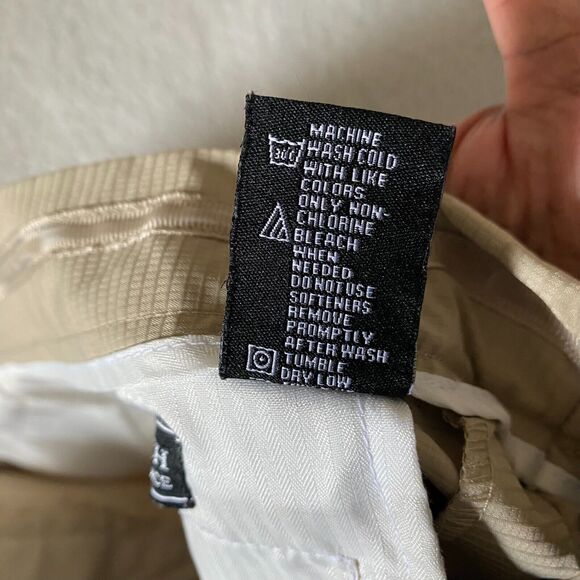 MACHINE
WASH COLD
30°C
WITH LIKE
COLORS
ONLY NON-
CHLORINE
BLEACH
WHEN
NEEDED
DO NOT USE
SOFTENERS
REMOVE
PROMPTLY
AFTER WASH
TUMBLE
DRY LOW